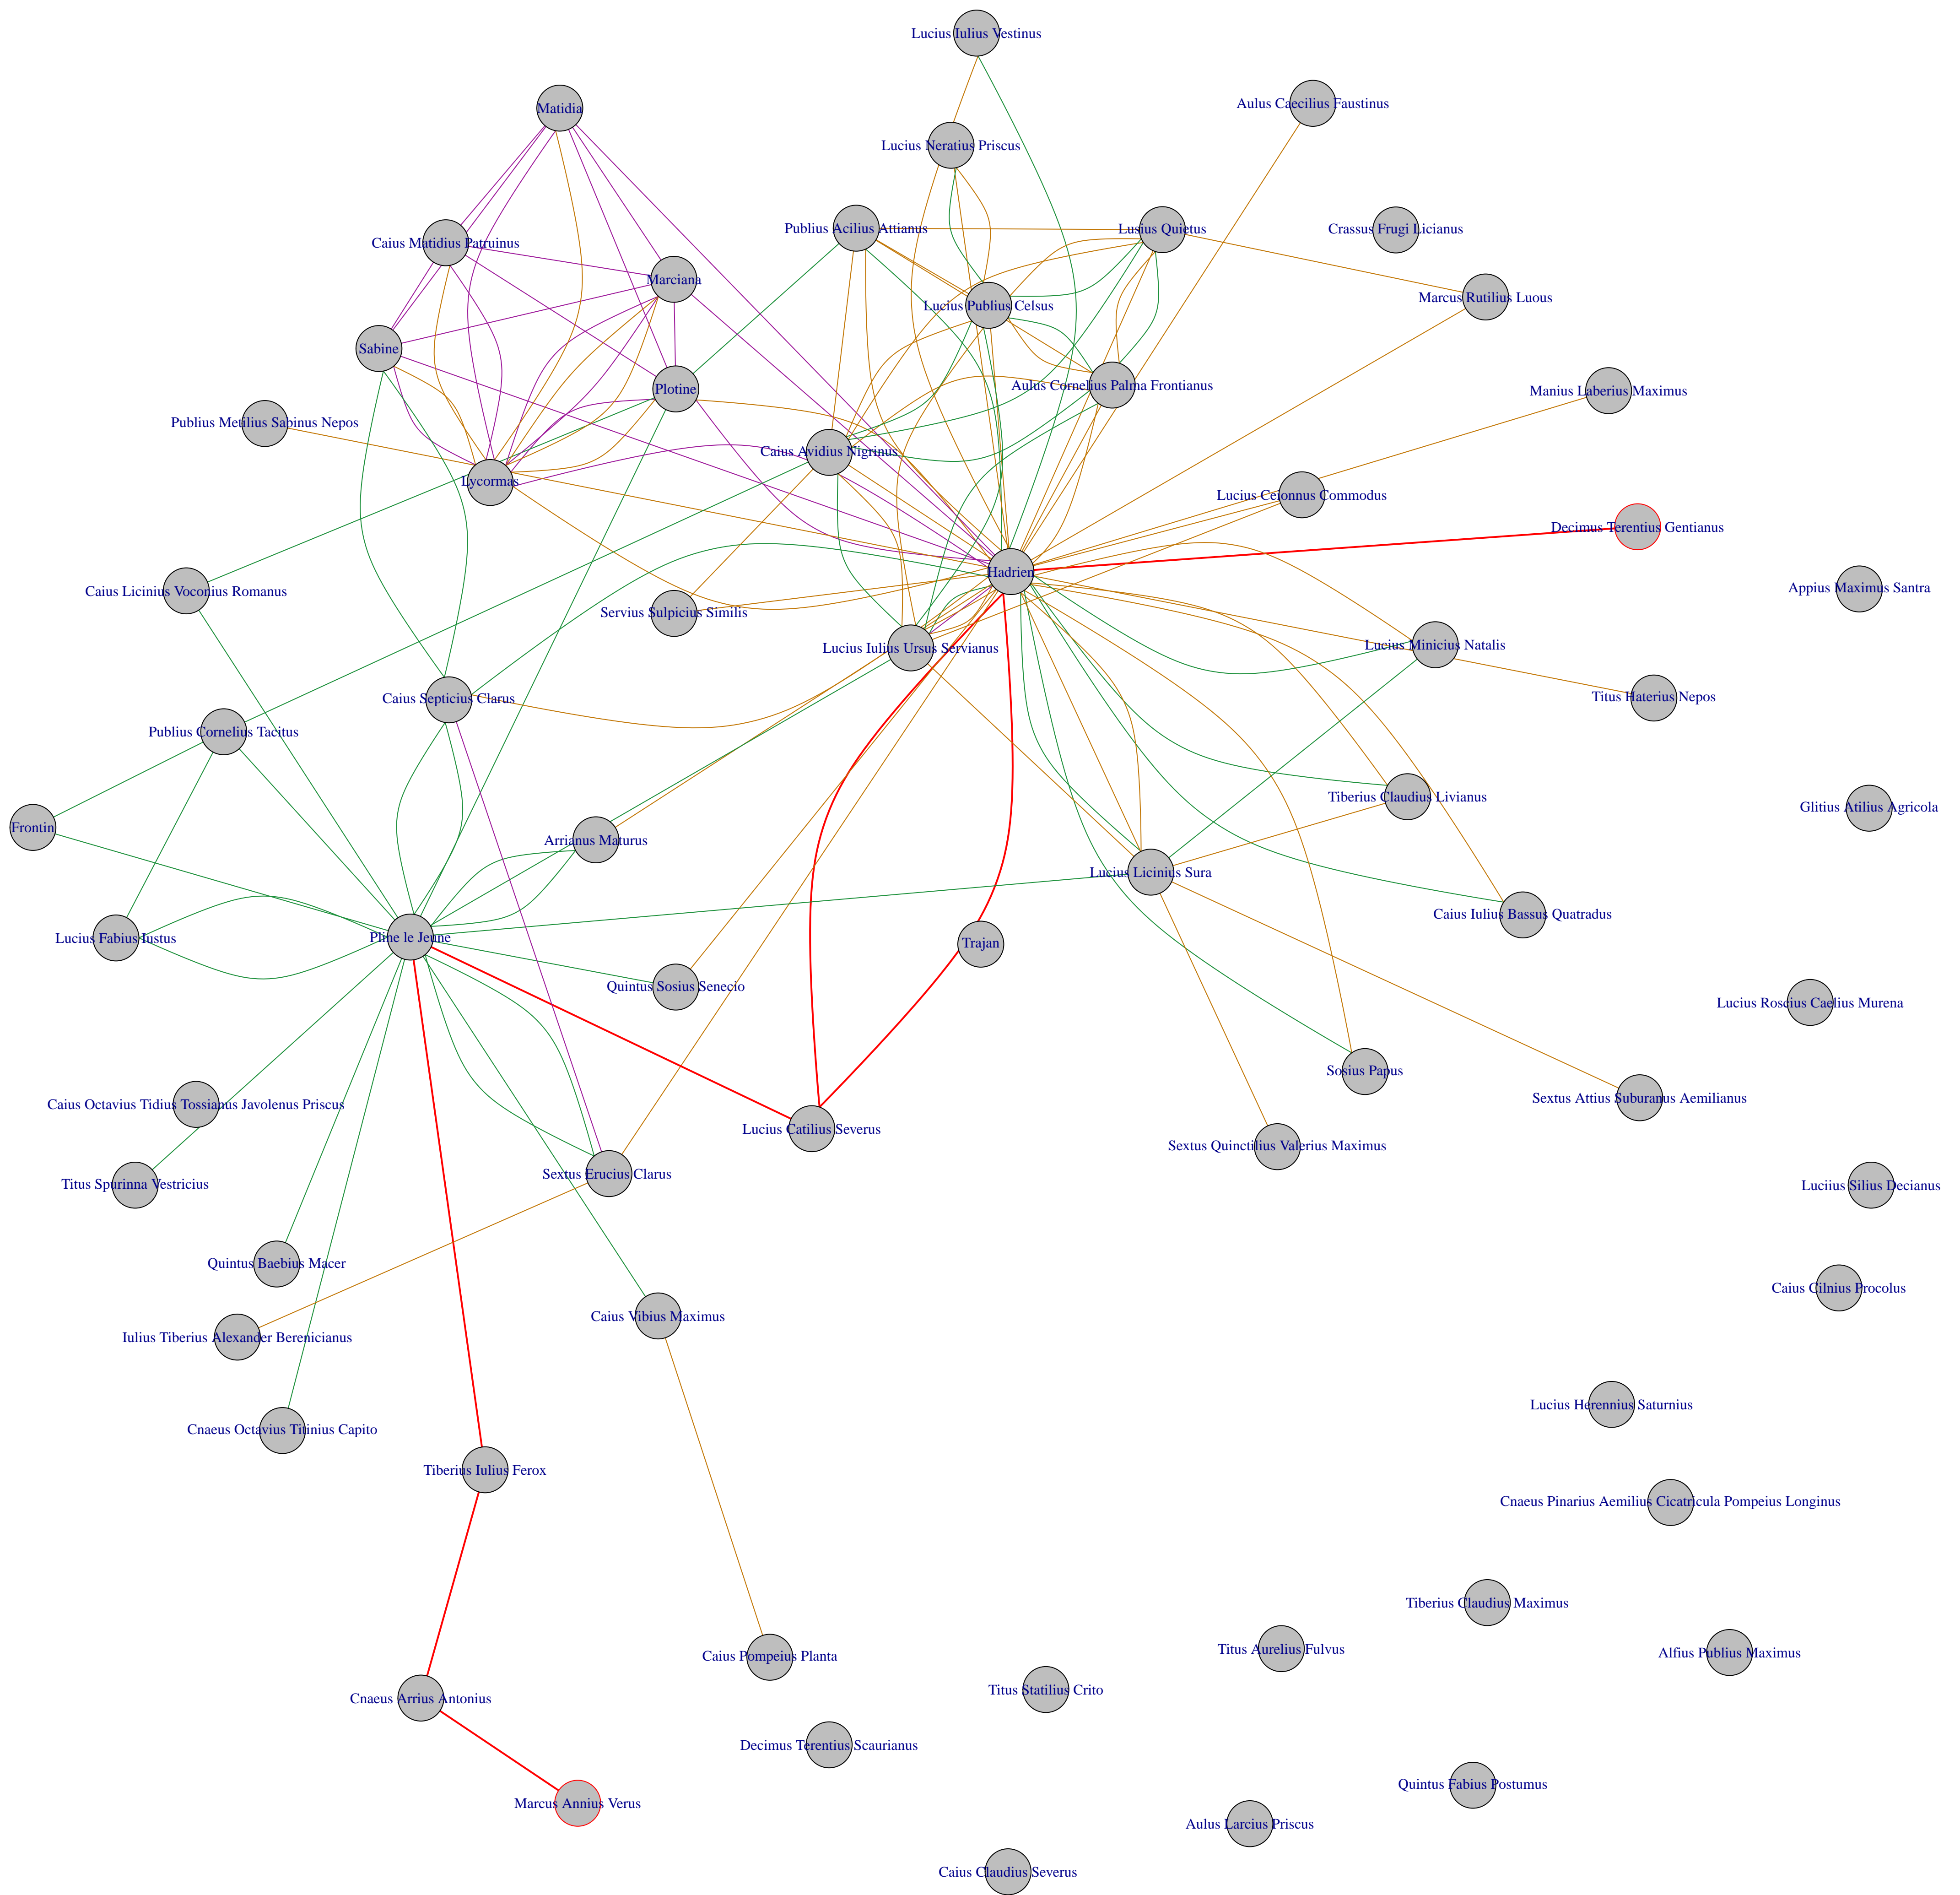 Lucius Iulius Vestinus
Matidia
Aulus Caecilius Faustinus
Lucius Neratius Priscus
Publius Acilius Attianus
Lusius Quietus
Crassus Frugi Licianus
Caius Matidius Patruinus
Marciana
Marcus Rutilius Luous
Lucius Publius Celsus
Sabine
Plotine
Aulus Cornelius Palma Frontianus
Manius Laberius Maximus
Publius Metilius Sabinus Nepos
Caius Avidius Nigrinus
Lycormas
Lucius Ceionnus Commodus
Decimus Terentius Gentianus
Hadrien
Caius Licinius Voconius Romanus
Appius Maximus Santra
Servius Sulpicius Similis
Lucius Iulius Ursus Servianus
Lucius Minicius Natalis
Caius Septicius Clarus
Titus Haterius Nepos
Publius Cornelius Tacitus
Tiberius Claudius Livianus
Glitius Atilius Agricola
Frontin
Arrianus Maturus
Lucius Licinius Sura
Caius Iulius Bassus Quatradus
Lucius Fabius Iustus
Pline le Jeune
Trajan
Quintus Sosius Senecio
Lucius Roscius Caelius Murena
Sosius Papus
Caius Octavius Tidius Tossianus Javolenus Priscus
Sextus Attius Suburanus Aemilianus
Lucius Catilius Severus
Sextus Quinctilius Valerius Maximus
Sextus Erucius Clarus
Titus Spurinna Vestricius
Luciius Silius Decianus
Quintus Baebius Macer
Caius Cilnius Procolus
Caius Vibius Maximus
Iulius Tiberius Alexander Berenicianus
Lucius Herennius Saturnius
Cnaeus Octavius Titinius Capito
Tiberius Iulius Ferox
Cnaeus Pinarius Aemilius Cicatricula Pompeius Longinus
Tiberius Claudius Maximus
Titus Aurelius Fulvus
Alfius Publius Maximus
Caius Pompeius Planta
Titus Statilius Crito
Cnaeus Arrius Antonius
Decimus Terentius Scaurianus
Quintus Fabius Postumus
Marcus Annius Verus
Aulus Larcius Priscus
Caius Claudius Severus